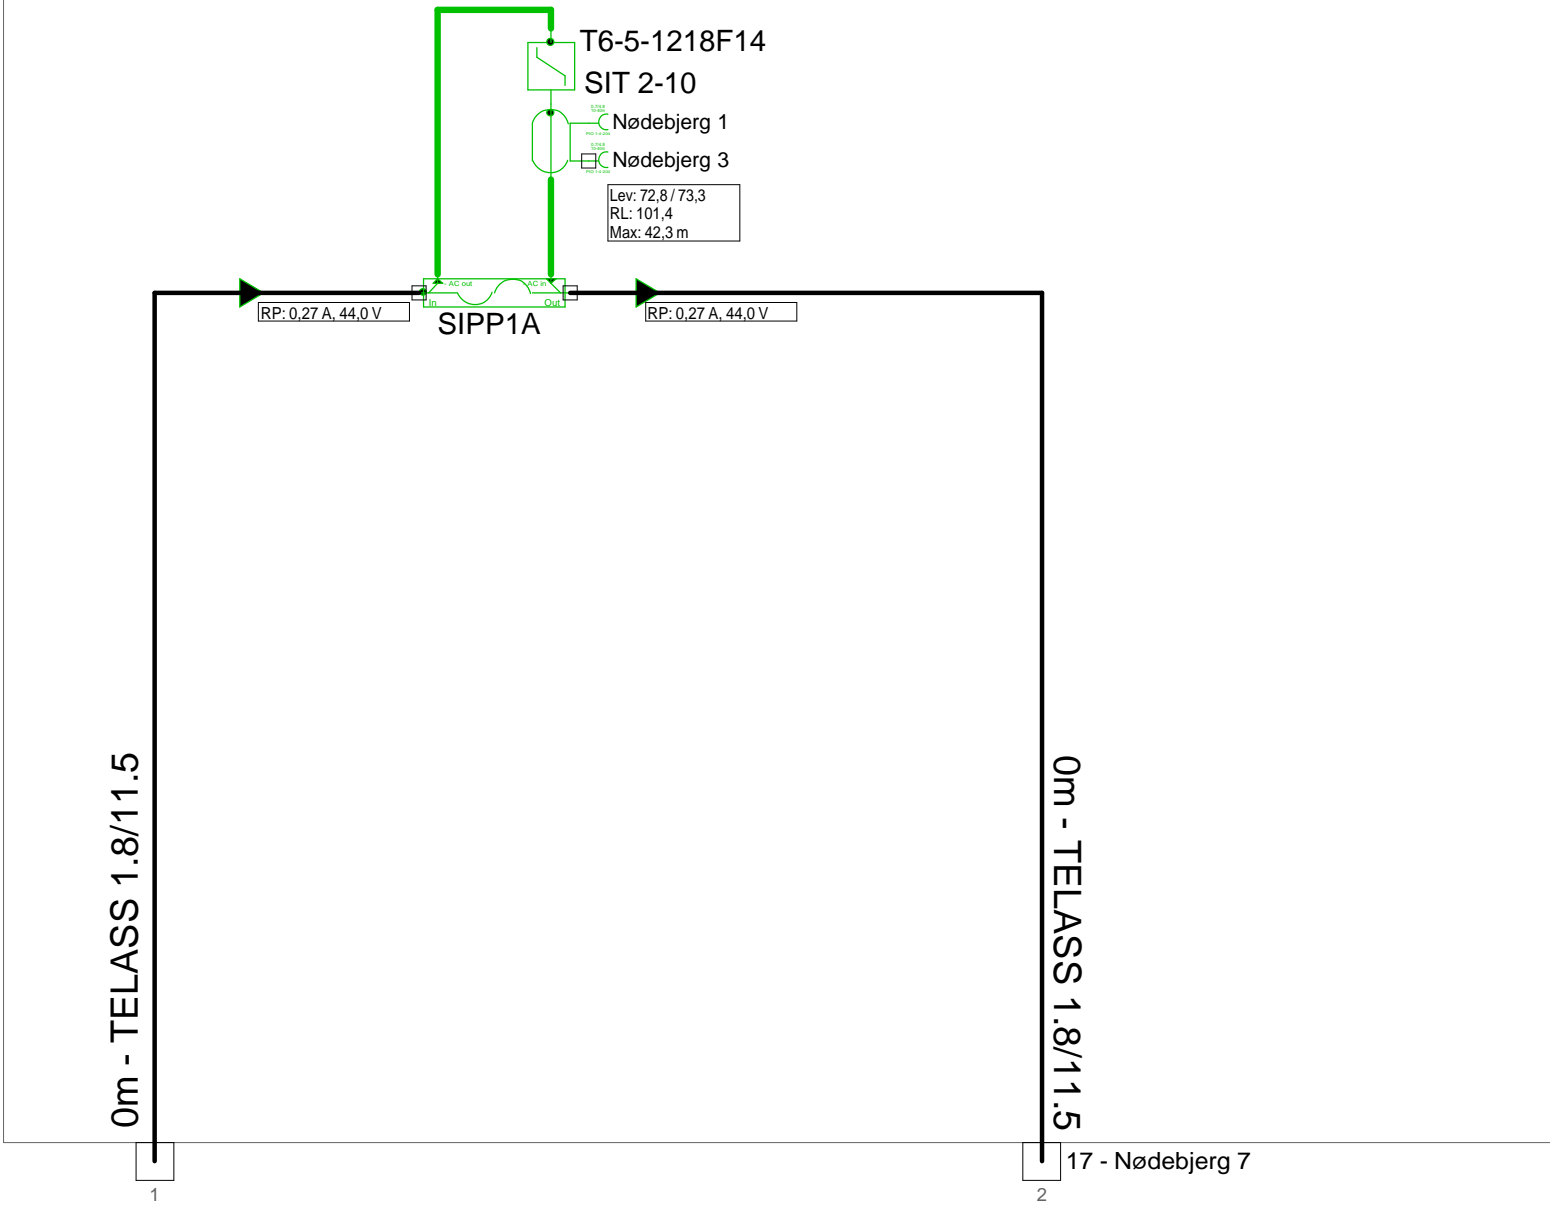 T6-5-1218F14
SIT 2-10
Nødebjerg 1
Nødebjerg 3
Lev: 72,8 / 73,3
RL: 101,4
Max: 42,3 m
AC out
AC in
In
Out
RP: 0,27 A, 44,0 V
SIPP1A
RP: 0,27 A, 44,0 V
0m - TELASS 1.8/11.5
0m - TELASS 1.8/11.5
17 - Nødebjerg 7
1
2